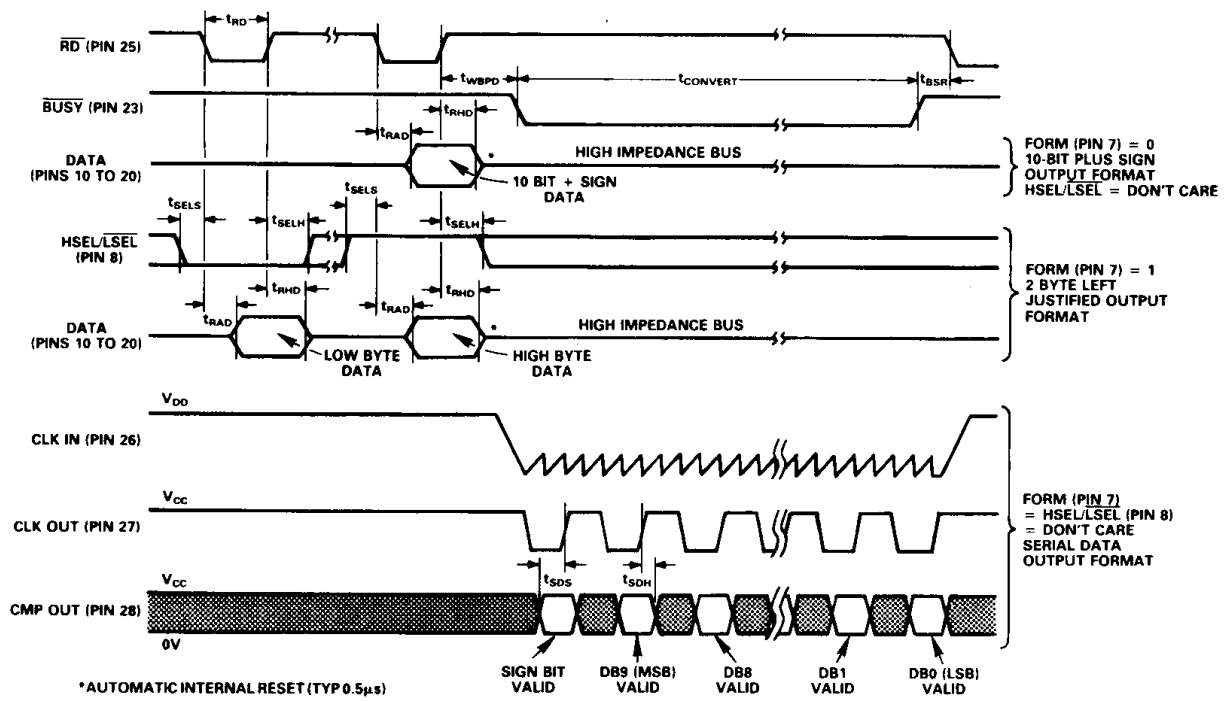 tRD
RD (PIN 25)
tWBPD
tCONVERT
tBSR
BUSY (PIN 23)
tRHD
tRAD
DATA
(PINS 10 TO 20)
*
HIGH IMPEDANCE BUS
10 BIT + SIGN
DATA
FORM (PIN 7) = 0
10-BIT PLUS SIGN
OUTPUT FORMAT
HSEL/LSEL = DON'T CARE
tSELS
tSELS
tSELH
tSELH
HSEL/LSEL
(PIN 8)
tRHD
tRHD
tRAD
tRAD
DATA
(PINS 10 TO 20)
*
HIGH IMPEDANCE BUS
LOW BYTE
DATA
HIGH BYTE
DATA
FORM (PIN 7) = 1
2 BYTE LEFT
JUSTIFIED OUTPUT
FORMAT
VDD
CLK IN (PIN 26)
VCC
CLK OUT (PIN 27)
tSDS
tSDH
VCC
CMP OUT (PIN 28)
0V
FORM (PIN 7)
= HSEL/LSEL (PIN 8)
= DON'T CARE
SERIAL DATA
OUTPUT FORMAT
SIGN BIT
VALID
DB9 (MSB)
VALID
DB8
VALID
DB1
VALID
DB0 (LSB)
VALID
*AUTOMATIC INTERNAL RESET (TYP 0.5µs)